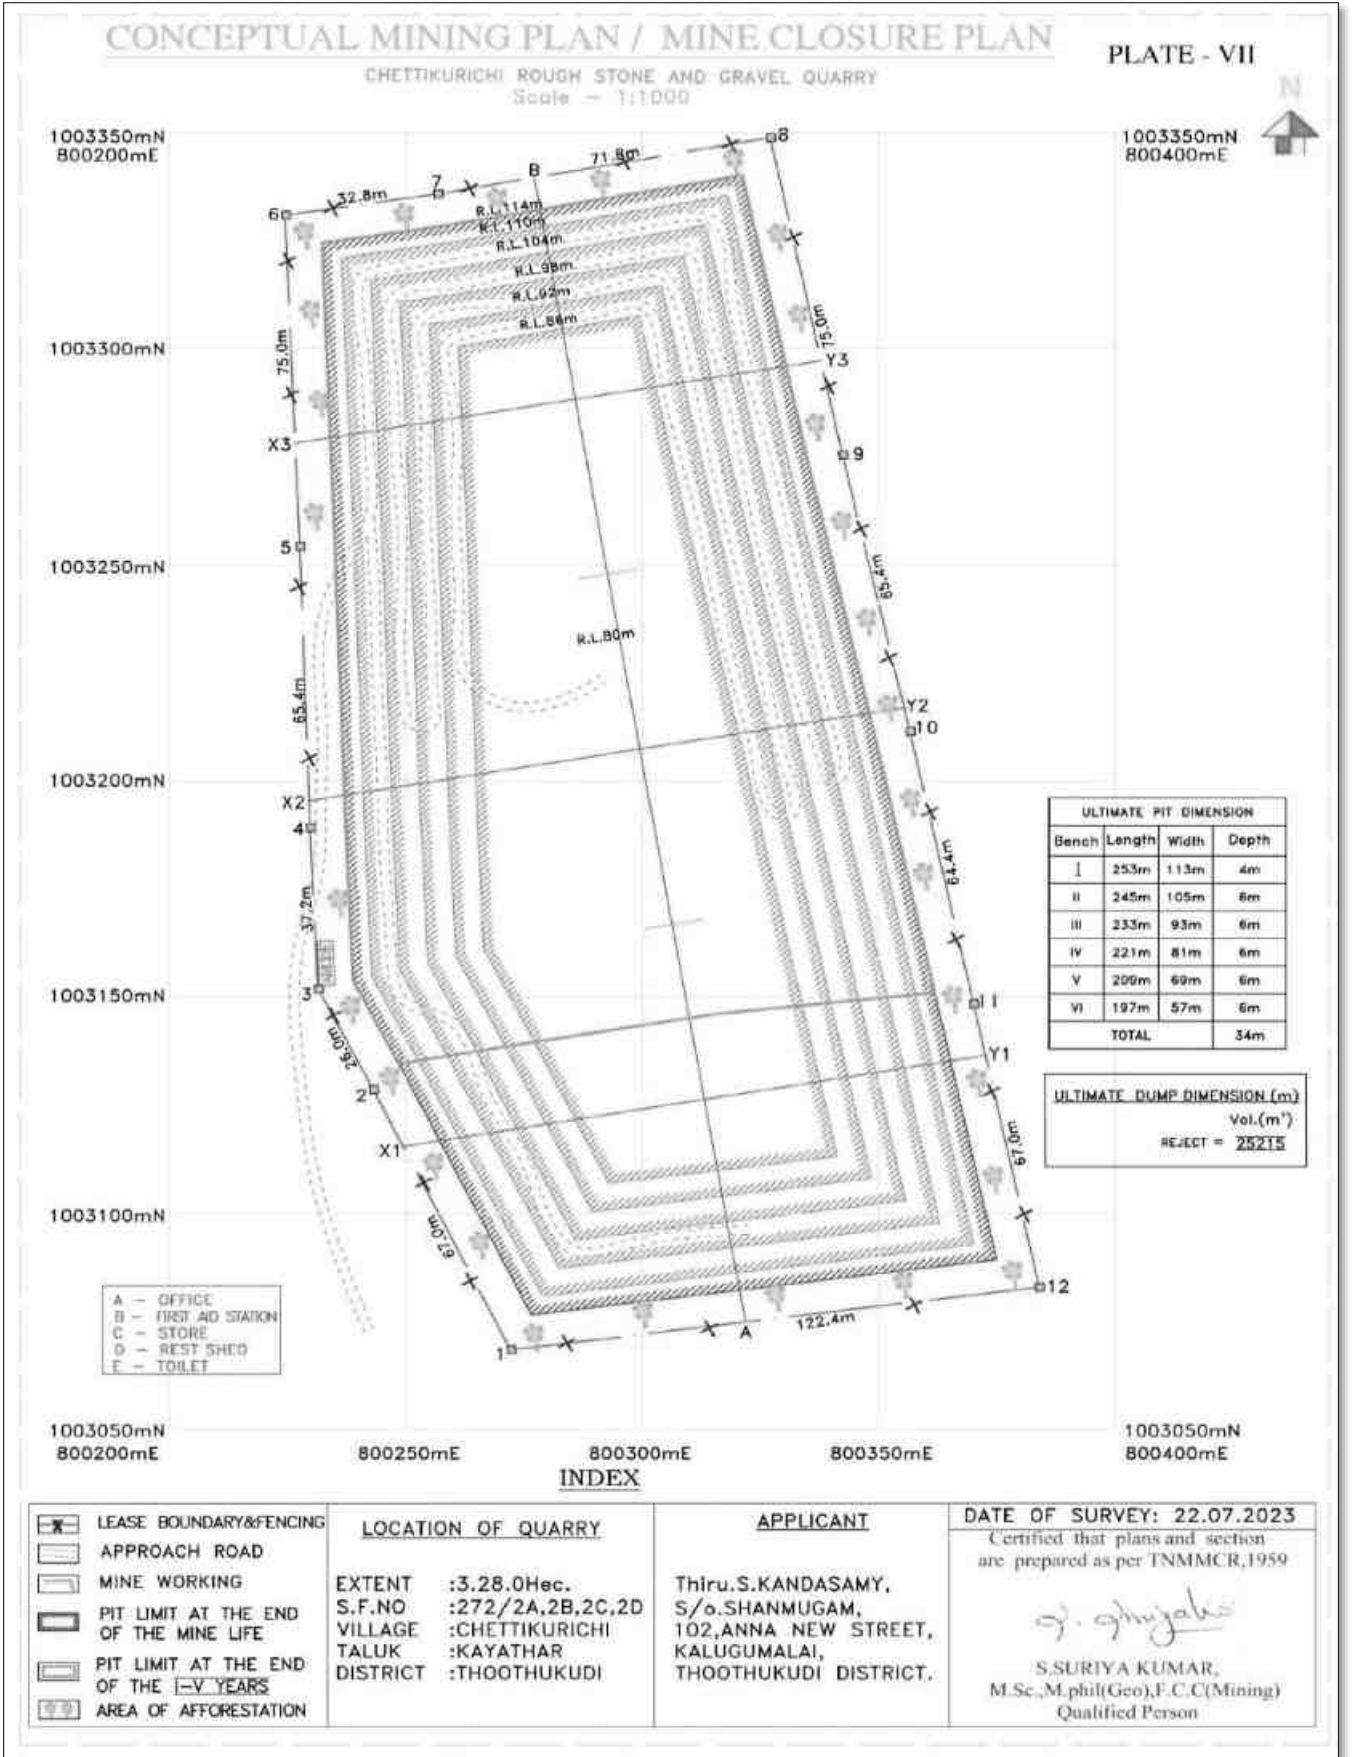 CONCEPTUAL MINING PLAN / MINE CLOSURE PLAN
PLATE - VII
CHETTIKURICHI ROUGH STONE AND GRAVEL QUARRY
Scale - 1:1000
N
1003350mN
800200mE
1003350mN
800400mE
8
71.8m
B
7
32.8m
6
R.L.114m
R.L.110m
R.L.104m
R.L.98m
R.L.92m
R.L.86m
75.0m
75.0m
1003300mN
Y3
X3
9
5
1003250mN
65.4m
R.L.80m
65.4m
Y2
10
1003200mN
X2
4
64.4m
37.2m
ULTIMATE PIT DIMENSION
Bench Length Width Depth
I 253m 113m 4m
II 245m 105m 6m
III 233m 93m 6m
IV 221m 81m 6m
V 209m 69m 6m
VI 197m 57m 6m
TOTAL 34m
1003150mN
3
11
26.0m
2
Y1
X1
67.0m
ULTIMATE DUMP DIMENSION (m)
Vol.(m³)
REJECT = 25215
1003100mN
67.0m
12
122.4m
A
1
A - OFFICE
B - FIRST AID STATION
C - STORE
D - REST SHED
E - TOILET
1003050mN
800200mE
800250mE
800300mE
800350mE
1003050mN
800400mE
INDEX
LEASE BOUNDARY&FENCING
APPROACH ROAD
MINE WORKING
PIT LIMIT AT THE END
OF THE MINE LIFE
PIT LIMIT AT THE END
OF THE I-V YEARS
AREA OF AFFORESTATION
LOCATION OF QUARRY
EXTENT :3.28.0Hec.
S.F.NO :272/2A,2B,2C,2D
VILLAGE :CHETTIKURICHI
TALUK :KAYATHAR
DISTRICT :THOOTHUKUDI
APPLICANT
Thiru.S.KANDASAMY,
S/o.SHANMUGAM,
102,ANNA NEW STREET,
KALUGUMALAI,
THOOTHUKUDI DISTRICT.
DATE OF SURVEY: 22.07.2023
Certified that plans and section
are prepared as per TNMMCR,1959
S.SURIYA KUMAR,
M.Sc.,M.phil(Geo),F.C.C(Mining)
Qualified Person